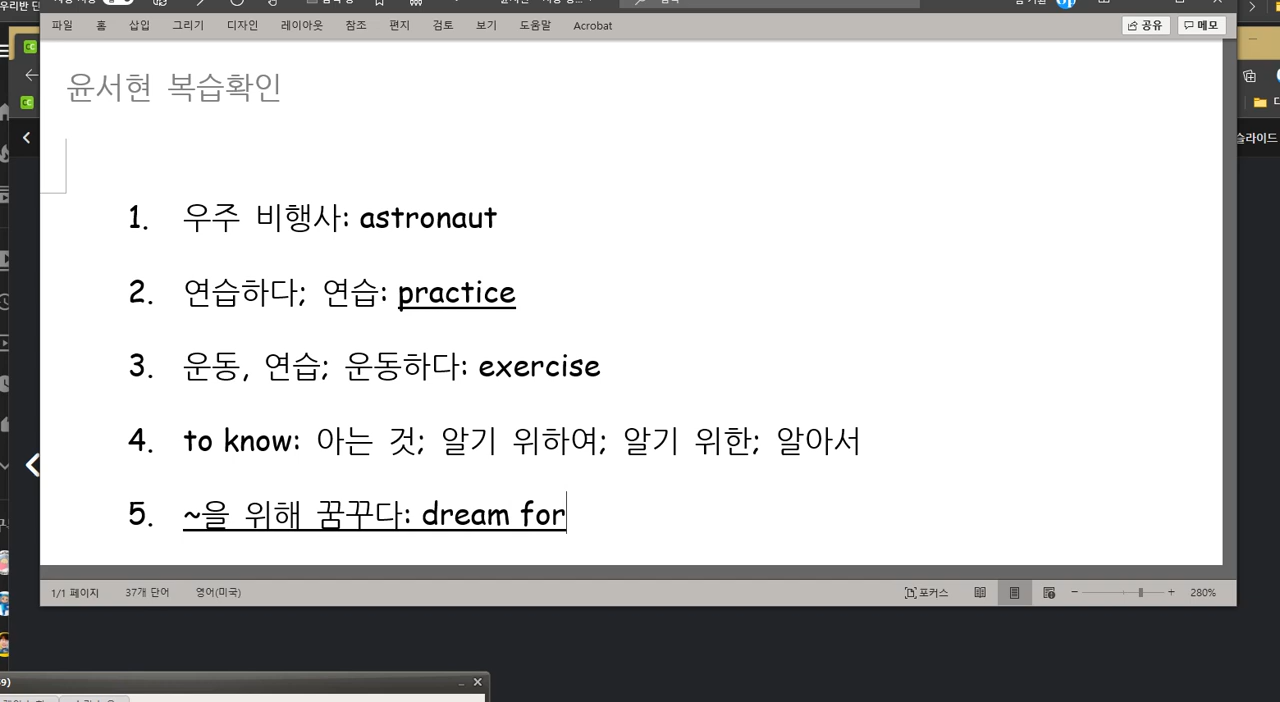 파일 홈 삽입 그리기 디자인 레이아웃 참조 편지 검토 보기 도움말 Acrobat 공유 메모
윤서현 복습확인
슬라이드
1. 우주 비행사: astronaut
2. 연습하다; 연습: practice
3. 운동, 연습; 운동하다: exercise
4. to know: 아는 것; 알기 위하여; 알기 위한; 알아서
5. ~을 위해 꿈꾸다: dream for
1/1 페이지 37개 단어 영어(미국) 포커스 280%